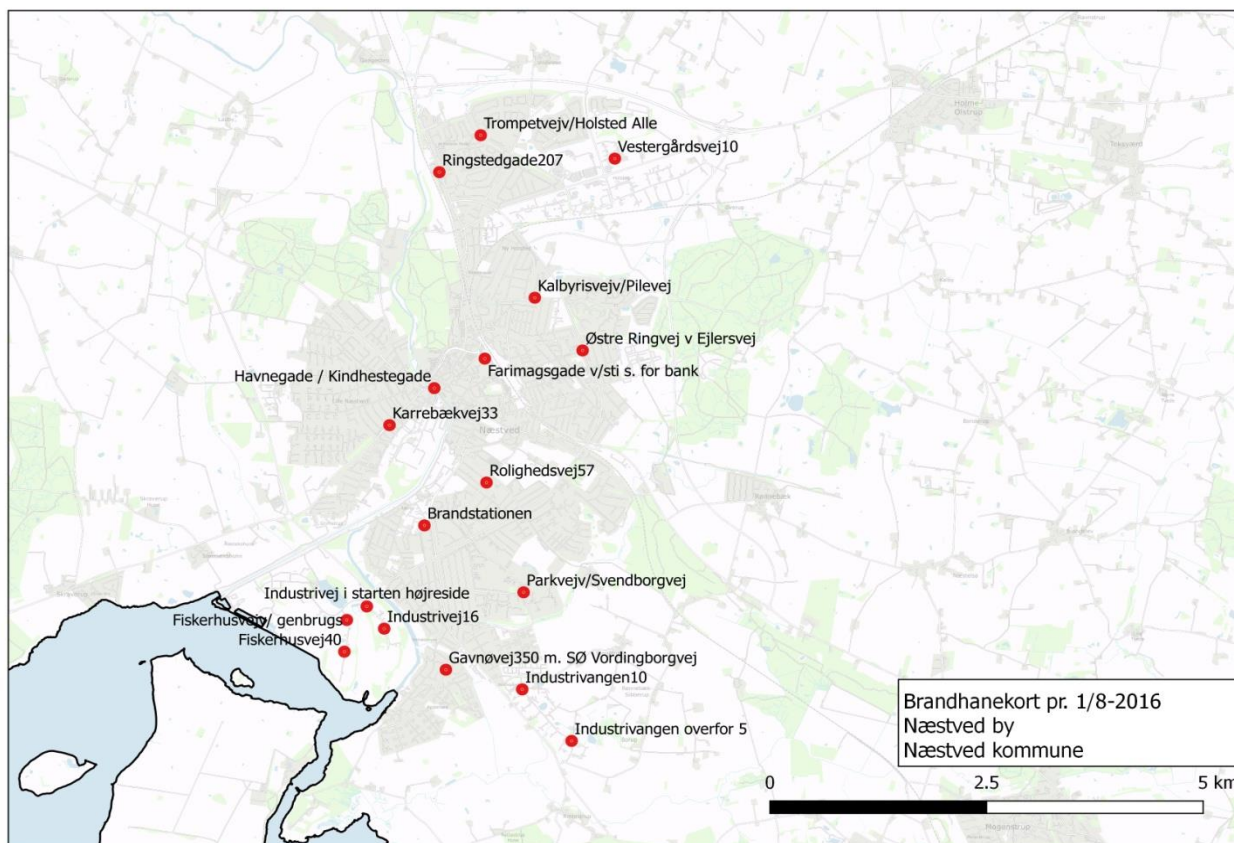 Trompetvejv/Holsted Alle
Vestergårdsvej10
Ringstedgade207
Kalbyrisvejv/Pilevej
Østre Ringvej v Ejlersvej
Farimagsgade v/sti s. for bank
Havnegade / Kindhestegade
Karrebækvej33
Næstved
Rolighedsvej57
Brandstationen
Parkvejv/Svendborgvej
Industrivej i starten højreside
Fiskerhusvejv/ genbrugs
Industrivej16
Fiskerhusvej40
Gavnøvej350 m. SØ Vordingborgvej
Industrivangen10
Industrivangen overfor 5
Brandhanekort pr. 1/8-2016
Næstved by
Næstved kommune
0 2.5 5 km